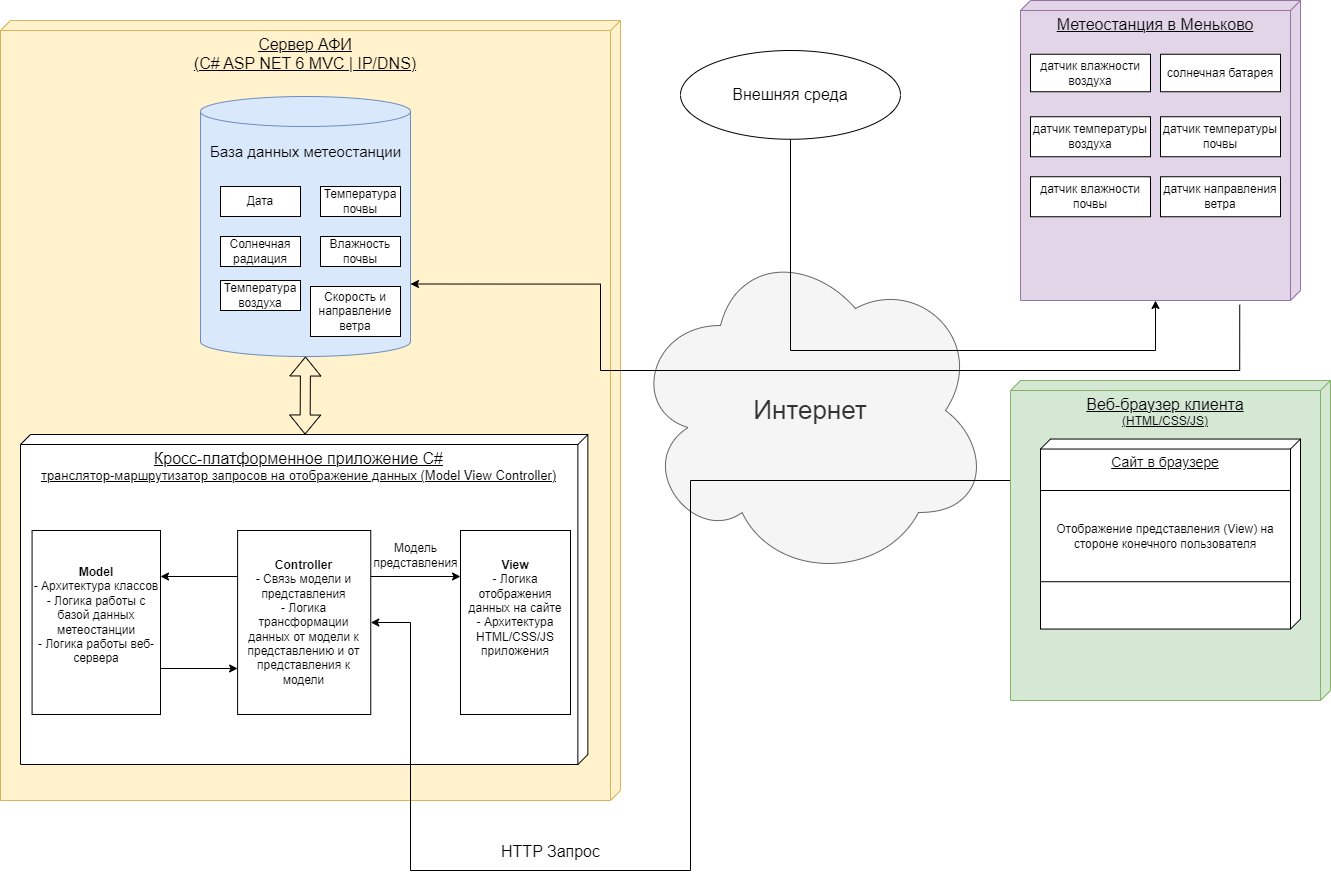 Сервер АФИ
(C# ASP NET 6 MVC | IP/DNS)
База данных метеостанции
Дата
Температура
почвы
Солнечная
радиация
Влажность
почвы
Температура
воздуха
Скорость и
направление
ветра
Кросс-платформенное приложение C#
транслятор-маршрутизатор запросов на отображение данных (Model View Controller)
Model
- Архитектура классов
- Логика работы с
базой данных
метеостанции
- Логика работы веб-
сервера
Controller
- Связь модели и
представления
- Логика
трансформации
данных от модели к
представлению и от
представления к
модели
Модель
представления
View
- Логика
отображения
данных на сайте
- Архитектура
HTML/CSS/JS
приложения
HTTP Запрос
Внешняя среда
Интернет
Метеостанция в Меньково
датчик влажности
воздуха
солнечная батарея
датчик температуры
воздуха
датчик температуры
почвы
датчик влажности
почвы
датчик направления
ветра
Веб-браузер клиента
(HTML/CSS/JS)
Сайт в браузере
Отображение представления (View) на
стороне конечного пользователя